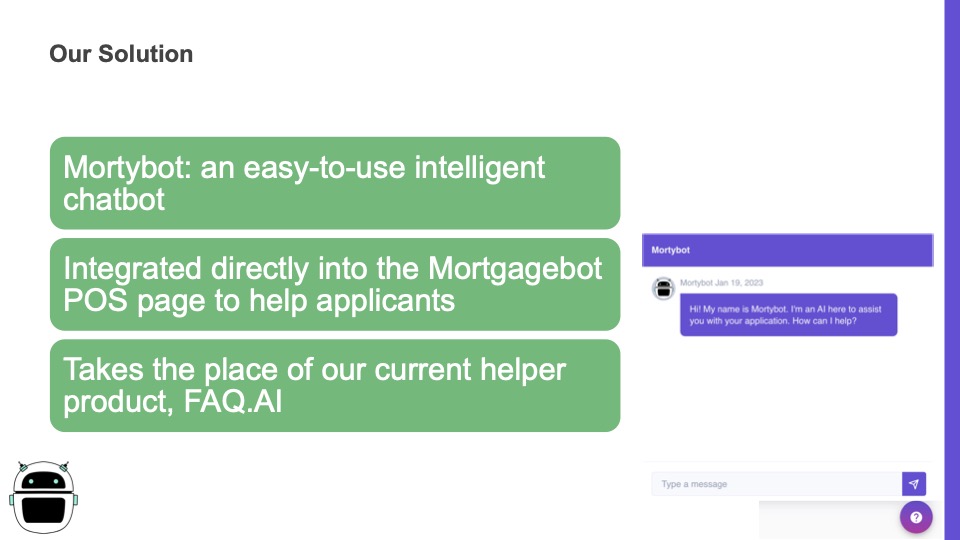 Our Solution
Mortybot: an easy-to-use intelligent
chatbot
Integrated directly into the Mortgagebot
POS page to help applicants
Takes the place of our current helper
product, FAQ.AI
Mortybot
Mortybot Jan 19, 2023
Hi! My name is Mortybot. I'm an AI here to assist
you with your application. How can I help?
Type a message
?